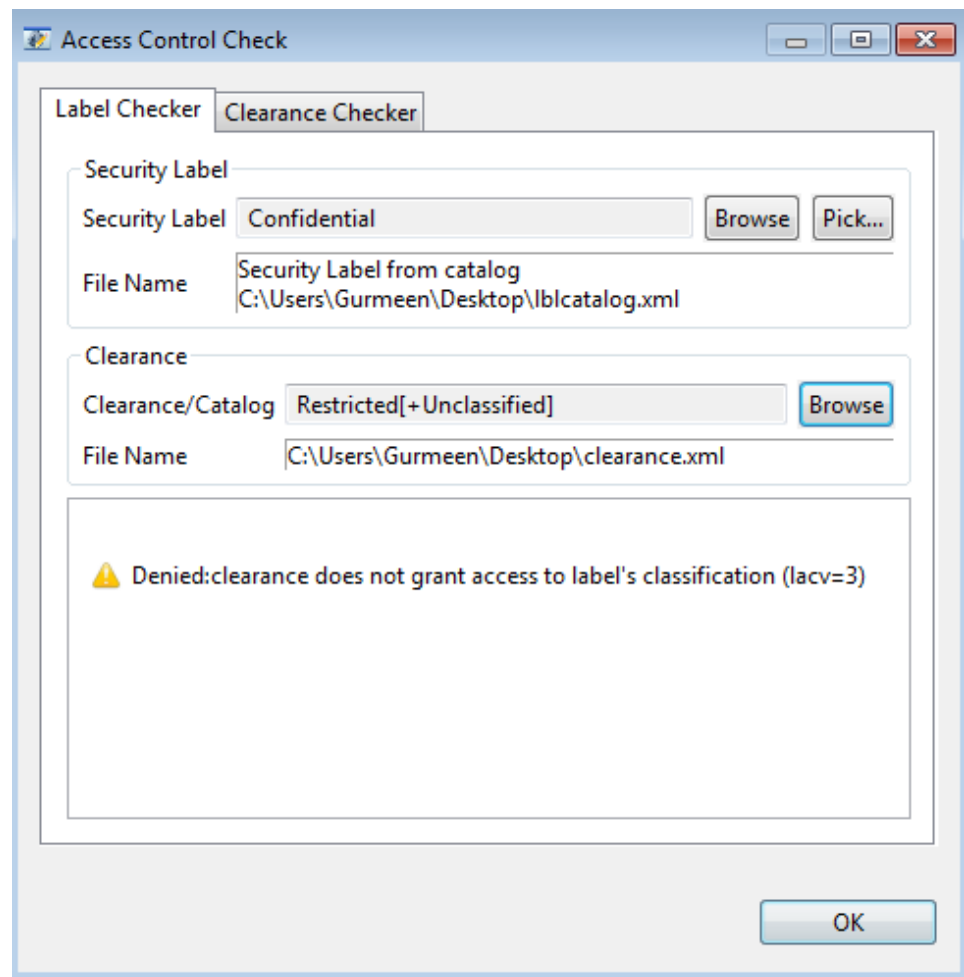 Access Control Check
Label Checker
Clearance Checker
Security Label
Security Label Confidential Browse Pick...
File Name
Security Label from catalog
C:\Users\Gurmeen\Desktop\lblcatalog.xml
Clearance
Clearance/Catalog Restricted[+Unclassified] Browse
File Name C:\Users\Gurmeen\Desktop\clearance.xml
Denied:clearance does not grant access to label's classification (lacv=3)
OK